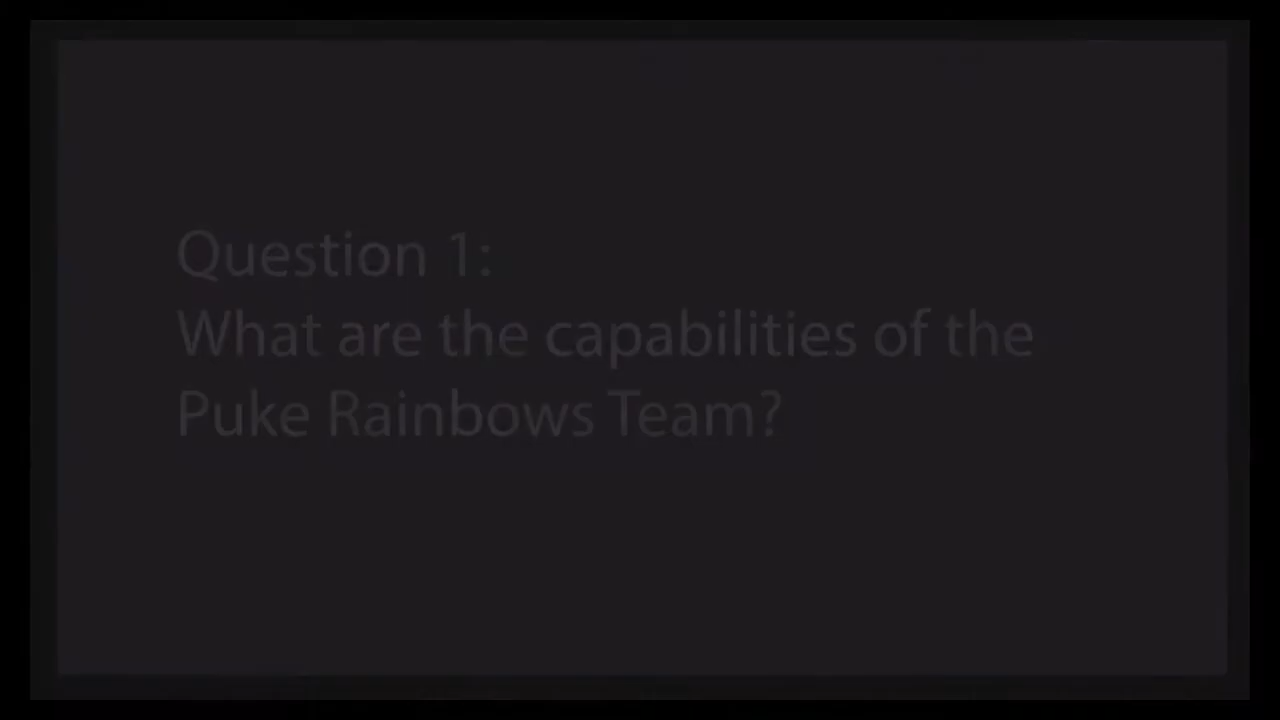 Question 1:
What are the capabilities of the
Puke Rainbows Team?